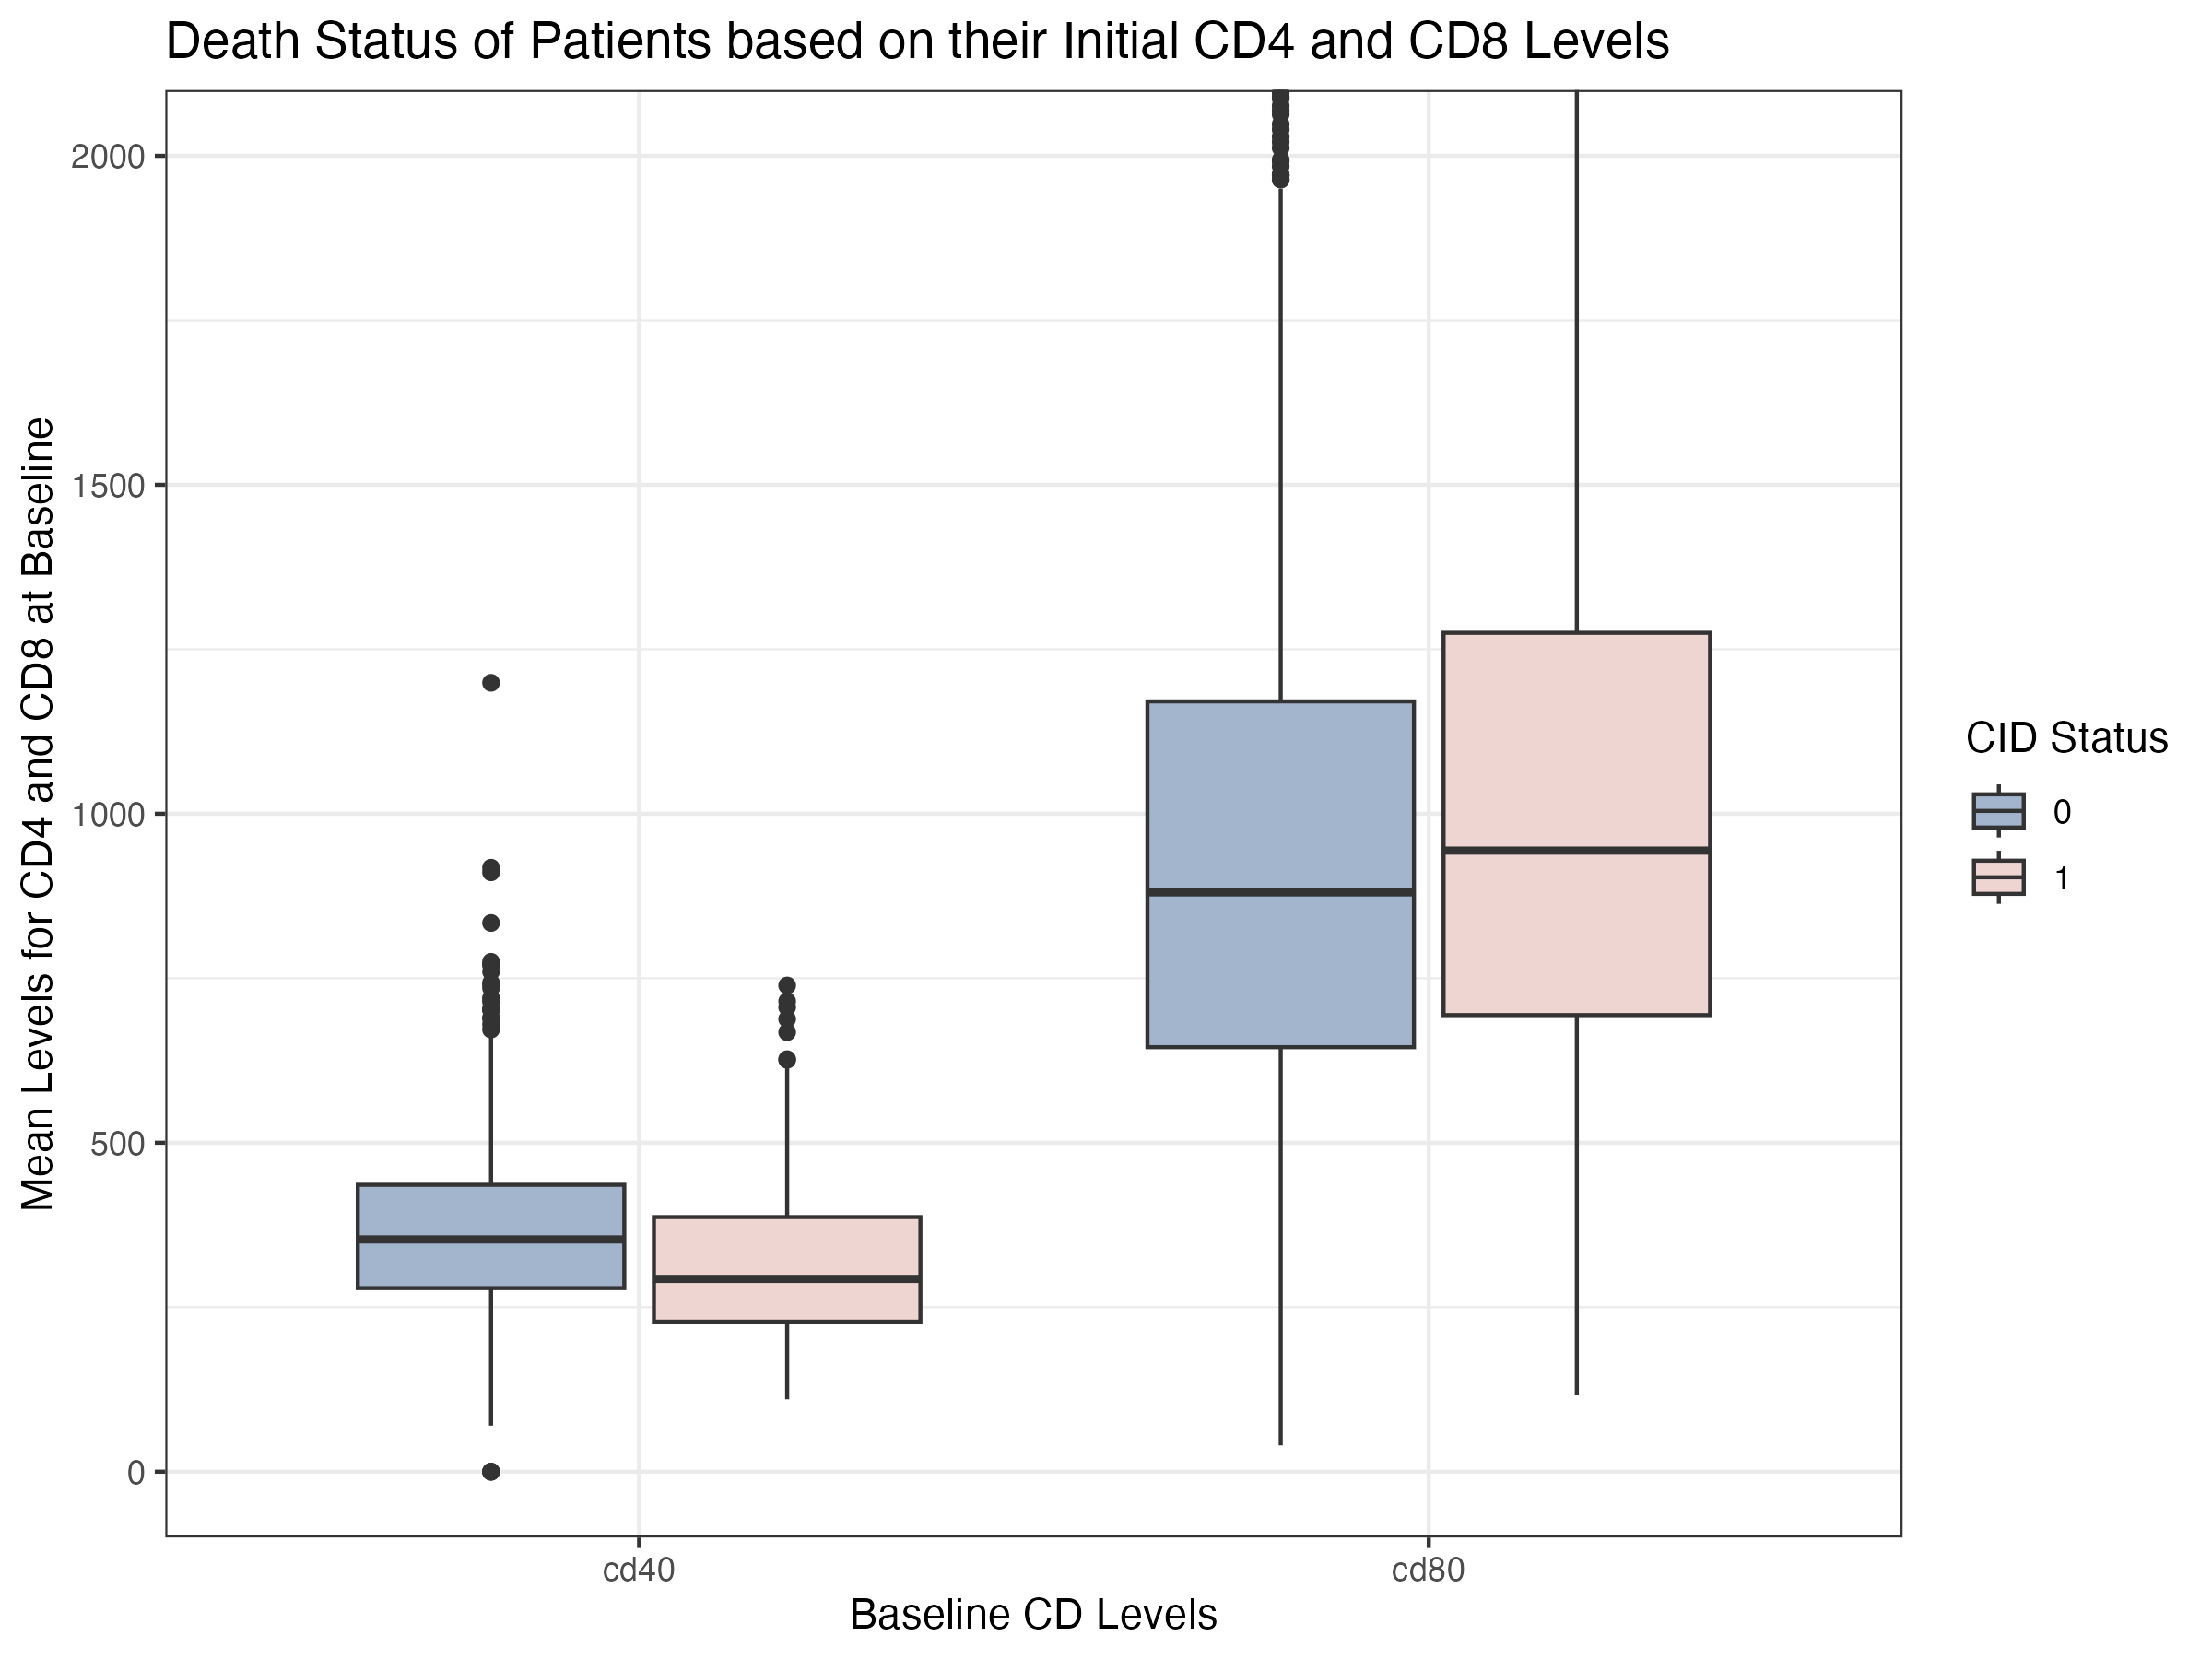 Death Status of Patients based on their Initial CD4 and CD8 Levels
Mean Levels for CD4 and CD8 at Baseline
2000
1500
1000
500
0
cd40
cd80
Baseline CD Levels
CID Status
0
1